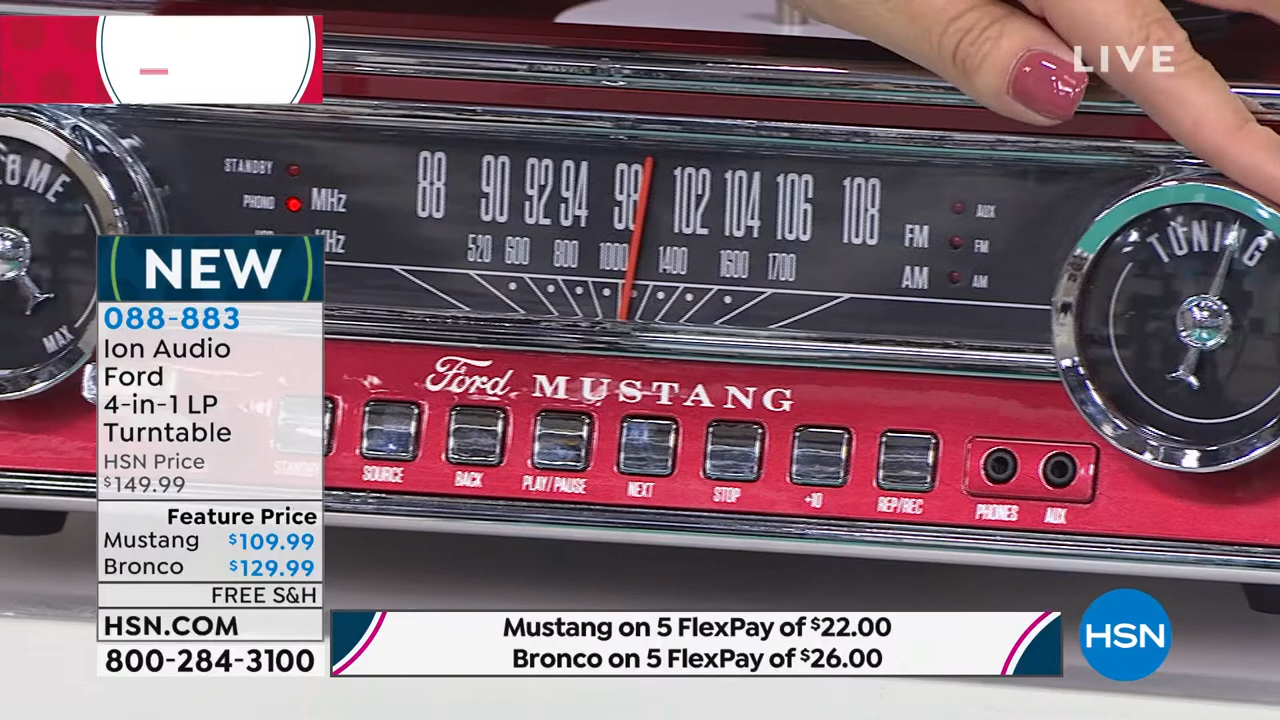 LIVE
STANDBY
PHONO MHz
KHz
88 90 92 94 98 102 104 106 108
520 600 800 1000 1400 1600 1700
FM
AM
AUX
FM
AM
MAX
TUNING
Ford MUSTANG
STANDBY
SOURCE
BACK
PLAY/PAUSE
NEXT
STOP
+10
REP/REC
PHONES
AUX
NEW
088-883
Ion Audio
Ford
4-in-1 LP
Turntable
HSN Price
$149.99
Feature Price
Mustang $109.99
Bronco $129.99
FREE S&H
HSN.COM
800-284-3100
Mustang on 5 FlexPay of $22.00
Bronco on 5 FlexPay of $26.00
HSN